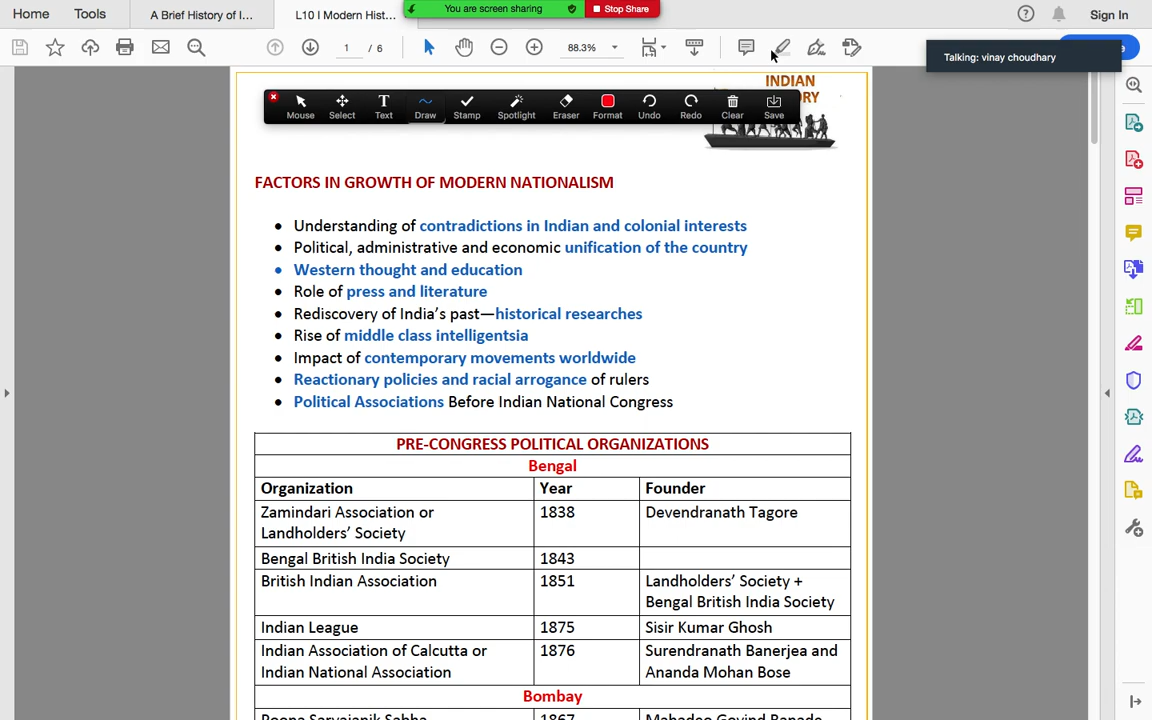 Home Tools A Brief History of I... L10 I Modern Hist... You are screen sharing Stop Share Sign In
1 / 6 88.3%
Talking: vinay choudhary
INDIAN
Mouse Select Text Draw Stamp Spotlight Eraser Format Undo Redo Clear Save
FACTORS IN GROWTH OF MODERN NATIONALISM
• Understanding of contradictions in Indian and colonial interests
• Political, administrative and economic unification of the country
• Western thought and education
• Role of press and literature
• Rediscovery of India's past—historical researches
• Rise of middle class intelligentsia
• Impact of contemporary movements worldwide
• Reactionary policies and racial arrogance of rulers
• Political Associations Before Indian National Congress
PRE-CONGRESS POLITICAL ORGANIZATIONS
Bengal
Organization Year Founder
Zamindari Association or 1838 Devendranath Tagore
Landholders' Society
Bengal British India Society 1843
British Indian Association 1851 Landholders' Society +
Bengal British India Society
Indian League 1875 Sisir Kumar Ghosh
Indian Association of Calcutta or 1876 Surendranath Banerjea and
Indian National Association Ananda Mohan Bose
Bombay
Poona Sarvajanik Sabha 1867 Mahadeo Govind Ranade